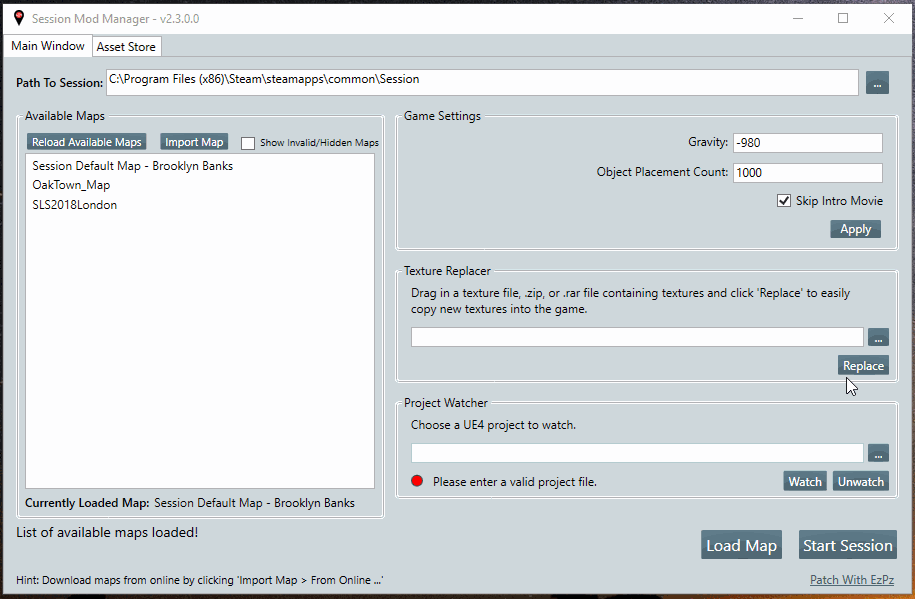 Session Mod Manager - v2.3.0.0
Main Window
Asset Store
Path To Session:
C:\Program Files (x86)\Steam\steamapps\common\Session
...
Available Maps
Reload Available Maps
Import Map
Show Invalid/Hidden Maps
Session Default Map - Brooklyn Banks
OakTown_Map
SLS2018London
Currently Loaded Map: Session Default Map - Brooklyn Banks
Game Settings
Gravity:
-980
Object Placement Count:
1000
Skip Intro Movie
Apply
Texture Replacer
Drag in a texture file, .zip, or .rar file containing textures and click 'Replace' to easily
copy new textures into the game.
...
Replace
Project Watcher
Choose a UE4 project to watch.
...
Please enter a valid project file.
Watch
Unwatch
List of available maps loaded!
Load Map
Start Session
Hint: Download maps from online by clicking 'Import Map > From Online ...'
Patch With EzPz